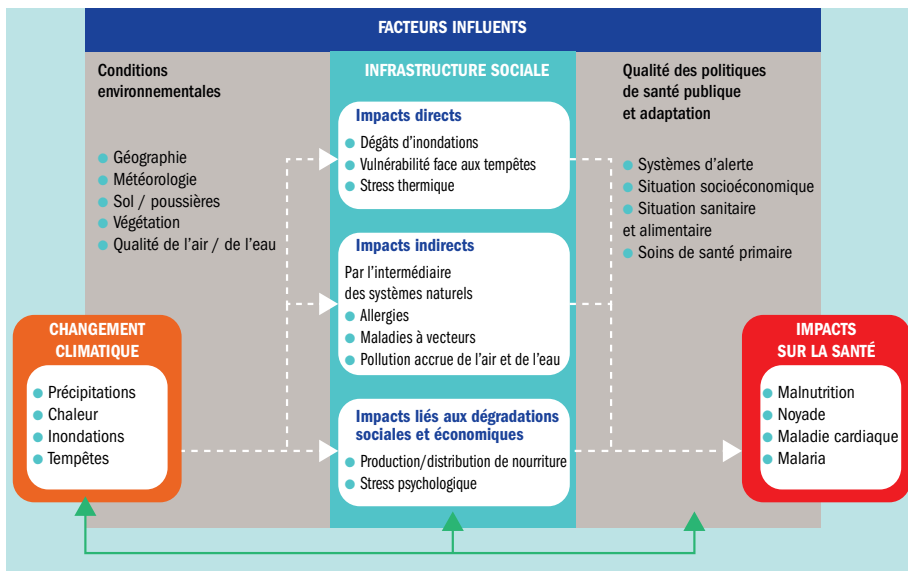 FACTEURS INFLUENTS
Conditions
environnementales
Géographie
Météorologie
Sol / poussières
Végétation
Qualité de l'air / de l'eau
INFRASTRUCTURE SOCIALE
Impacts directs
Dégâts d'inondations
Vulnérabilité face aux tempêtes
Stress thermique
Impacts indirects
Par l'intermédiaire
des systèmes naturels
Allergies
Maladies à vecteurs
Pollution accrue de l'air et de l'eau
Impacts liés aux dégradations
sociales et économiques
Production/distribution de nourriture
Stress psychologique
Qualité des politiques
de santé publique
et adaptation
Systèmes d'alerte
Situation socioéconomique
Situation sanitaire
et alimentaire
Soins de santé primaire
CHANGEMENT
CLIMATIQUE
Précipitations
Chaleur
Inondations
Tempêtes
IMPACTS
SUR LA SANTÉ
Malnutrition
Noyade
Maladie cardiaque
Malaria